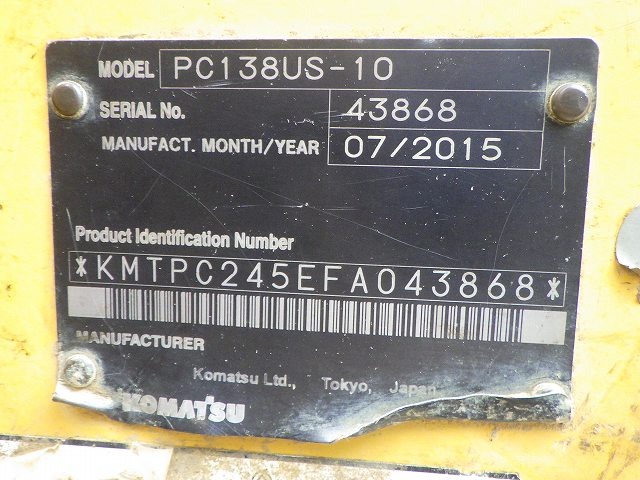 MODEL PC138US-10
SERIAL No. 43868
MANUFACT. MONTH/YEAR 07/2015
Product Identification Number
*KMTPC245EFA043868*
MANUFACTURER
Komatsu Ltd., Tokyo, Japan
KOMATSU